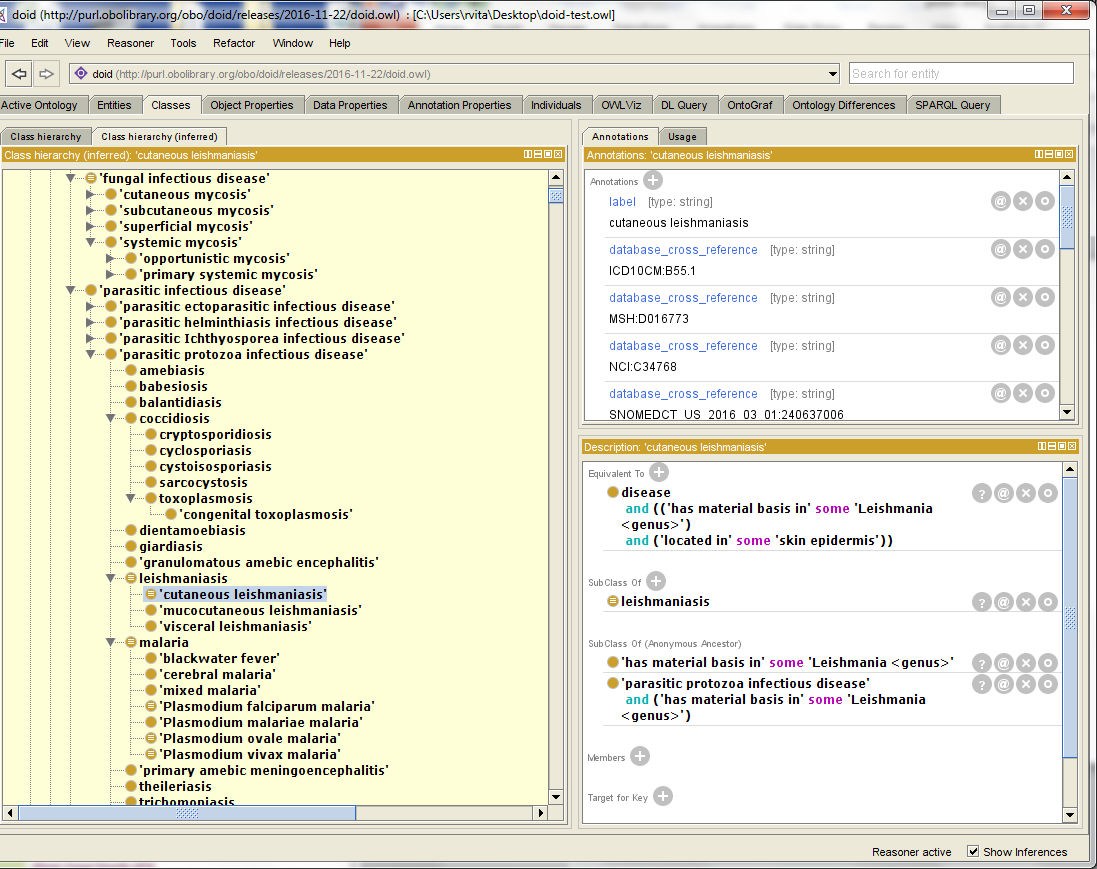 doid (http://purl.obolibrary.org/obo/doid/releases/2016-11-22/doid.owl) : [C:\Users\rvita\Desktop\doid-test.owl]
File Edit View Reasoner Tools Refactor Window Help
doid (http://purl.obolibrary.org/obo/doid/releases/2016-11-22/doid.owl)
Search for entity
Active Ontology Entities Classes Object Properties Data Properties Annotation Properties Individuals OWLViz DL Query OntoGraf Ontology Differences SPARQL Query
Class hierarchy Class hierarchy (inferred)
Class hierarchy (inferred): 'cutaneous leishmaniasis'
'fungal infectious disease'
'cutaneous mycosis'
'subcutaneous mycosis'
'superficial mycosis'
'systemic mycosis'
'opportunistic mycosis'
'primary systemic mycosis'
'parasitic infectious disease'
'parasitic ectoparasitic infectious disease'
'parasitic helminthiasis infectious disease'
'parasitic Ichthyosporea infectious disease'
'parasitic protozoa infectious disease'
amebiasis
babesiosis
balantidiasis
coccidiosis
cryptosporidiosis
cyclosporiasis
cystoisosporiasis
sarcocystosis
toxoplasmosis
'congenital toxoplasmosis'
dientamoebiasis
giardiasis
'granulomatous amebic encephalitis'
leishmaniasis
'cutaneous leishmaniasis'
'mucocutaneous leishmaniasis'
'visceral leishmaniasis'
malaria
'blackwater fever'
'cerebral malaria'
'mixed malaria'
'Plasmodium falciparum malaria'
'Plasmodium malariae malaria'
'Plasmodium ovale malaria'
'Plasmodium vivax malaria'
'primary amebic meningoencephalitis'
theileriasis
trichomoniasis
Annotations Usage
Annotations: 'cutaneous leishmaniasis'
Annotations
label [type: string]
cutaneous leishmaniasis
database_cross_reference [type: string]
ICD10CM:B55.1
database_cross_reference [type: string]
MSH:D016773
database_cross_reference [type: string]
NCI:C34768
database_cross_reference [type: string]
SNOMEDCT_US_2016_03_01:240637006
Description: 'cutaneous leishmaniasis'
Equivalent To
disease
and (('has material basis in' some 'Leishmania
<genus>')
and ('located in' some 'skin epidermis'))
SubClass Of
leishmaniasis
SubClass Of (Anonymous Ancestor)
'has material basis in' some 'Leishmania <genus>'
'parasitic protozoa infectious disease'
and ('has material basis in' some 'Leishmania
<genus>')
Members
Target for Key
Reasoner active Show Inferences